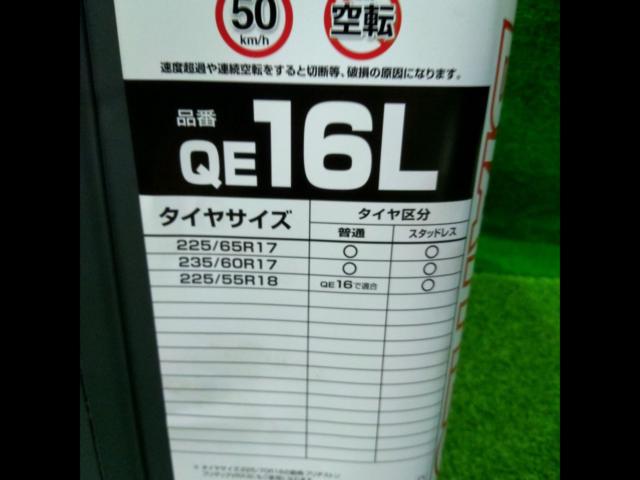 50
km/h
空転
速度超過や連続空転をすると切断等、破損の原因になります。
品番
QE16L
タイヤサイズ
タイヤ区分
普通 スタッドレス
225/65R17 ○ ○
235/60R17 ○ ○
225/55R18 QE16で適合 ○